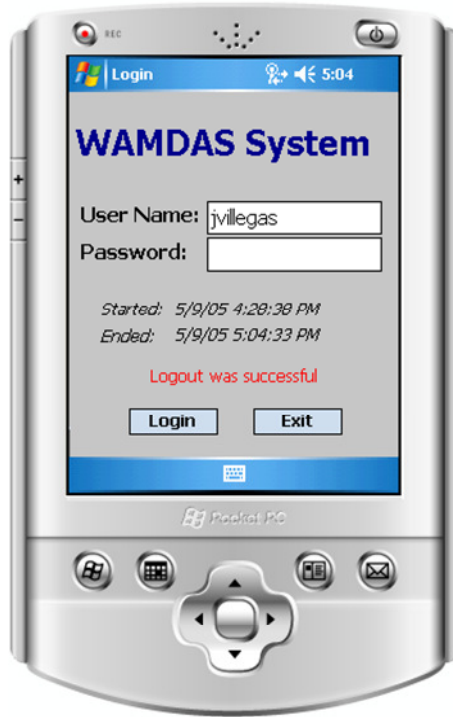 REC
Login 5:04
WAMDAS System
User Name: jvillegas
Password:
Started: 5/9/05 4:28:38 PM
Ended: 5/9/05 5:04:33 PM
Logout was successful
Login Exit
Pocket PC